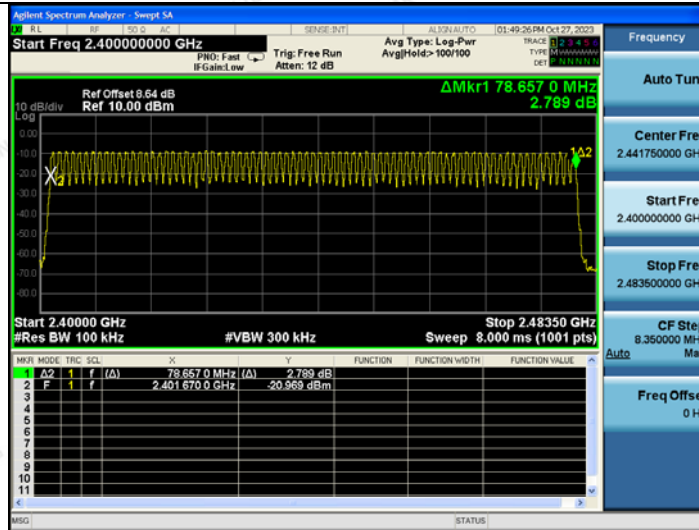 Agilent Spectrum Analyzer - Swept SA
RL RF 50 Ω AC SENSE:INT ALIGN AUTO 01:49:26 PM Oct 27, 2023
Start Freq 2.400000000 GHz
PNO: Fast
IFGain:Low
Trig: Free Run
Atten: 12 dB
Avg Type: Log-Pwr
Avg|Hold:> 100/100
TRACE 1 2 3 4 5 6
TYPE
DET P N N N N N
Ref Offset 8.64 dB
10 dB/div Ref 10.00 dBm
Log
ΔMkr1 78.657 0 MHz
2.789 dB
0.00
-10.0
-20.0
-30.0
-40.0
-50.0
-60.0
-70.0
-80.0
1Δ2
2
Start 2.40000 GHz Stop 2.48350 GHz
#Res BW 100 kHz #VBW 300 kHz Sweep 8.000 ms (1001 pts)
MKR MODE TRC SCL X Y FUNCTION FUNCTION WIDTH FUNCTION VALUE
1 Δ2 1 f (Δ) 78.657 0 MHz (Δ) 2.789 dB
2 F 1 f 2.401 670 0 GHz -20.969 dBm
3
4
5
6
7
8
9
10
11
MSG STATUS
Frequency
Auto Tun
Center Fre
2.441750000 GH
Start Fre
2.400000000 GH
Stop Fre
2.483500000 GH
CF Ste
8.350000 MH
Auto Ma
Freq Offse
0 H